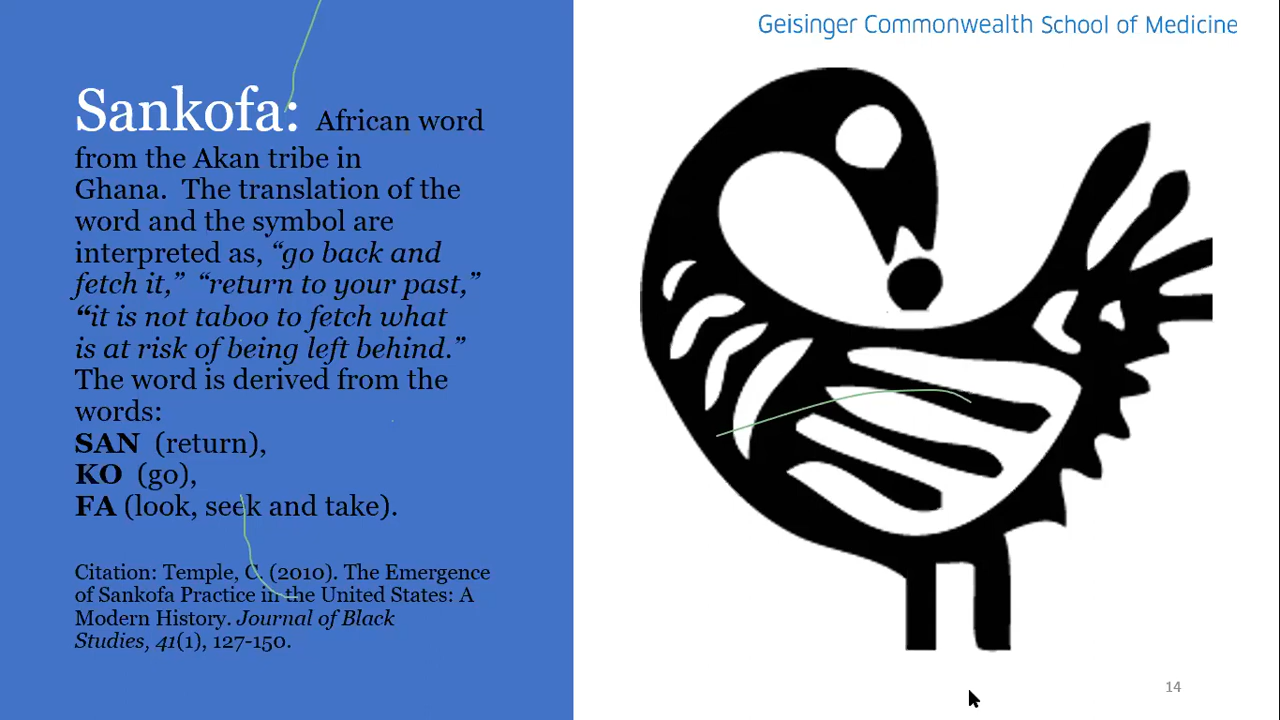 Geisinger Commonwealth School of Medicine
Sankofa: African word
from the Akan tribe in
Ghana. The translation of the
word and the symbol are
interpreted as, “go back and
fetch it,” “return to your past,”
“it is not taboo to fetch what
is at risk of being left behind.”
The word is derived from the
words:
SAN (return),
KO (go),
FA (look, seek and take).
Citation: Temple, C. (2010). The Emergence
of Sankofa Practice in the United States: A
Modern History. Journal of Black
Studies, 41(1), 127-150.
14